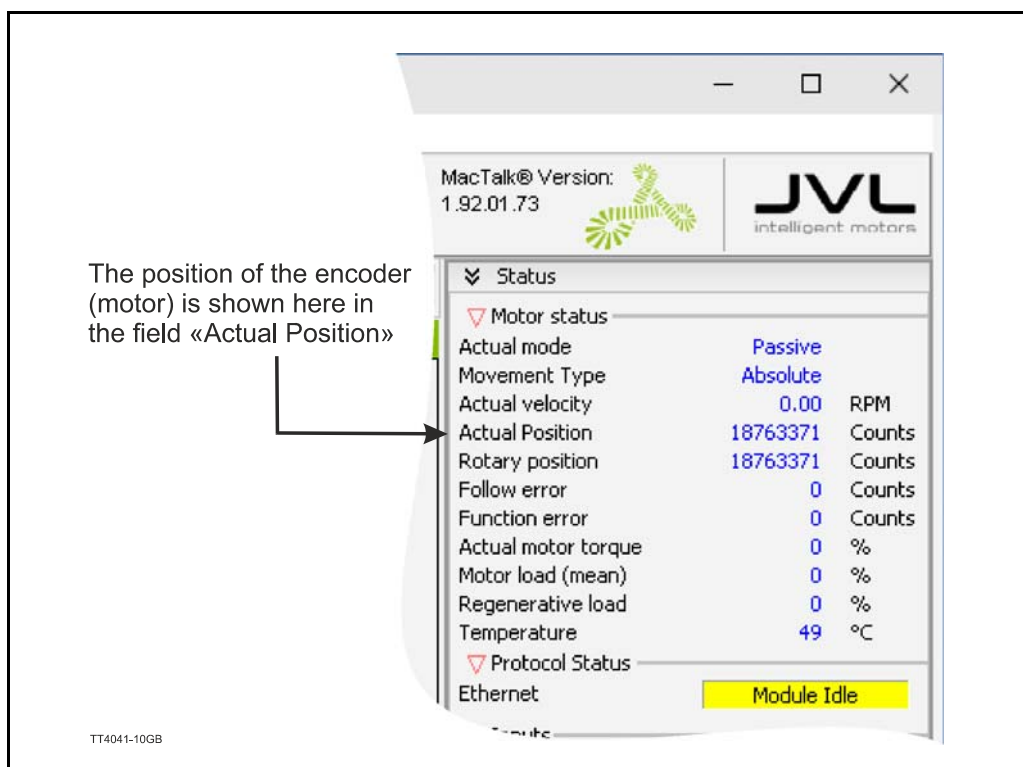 MacTalk® Version:
1.92.01.73
JVL
intelligent motors
The position of the encoder
(motor) is shown here in
the field «Actual Position»
Status
Motor status
Actual mode Passive
Movement Type Absolute
Actual velocity 0.00 RPM
Actual Position 18763371 Counts
Rotary position 18763371 Counts
Follow error 0 Counts
Function error 0 Counts
Actual motor torque 0 %
Motor load (mean) 0 %
Regenerative load 0 %
Temperature 49 °C
Protocol Status
Ethernet Module Idle
TT4041-10GB